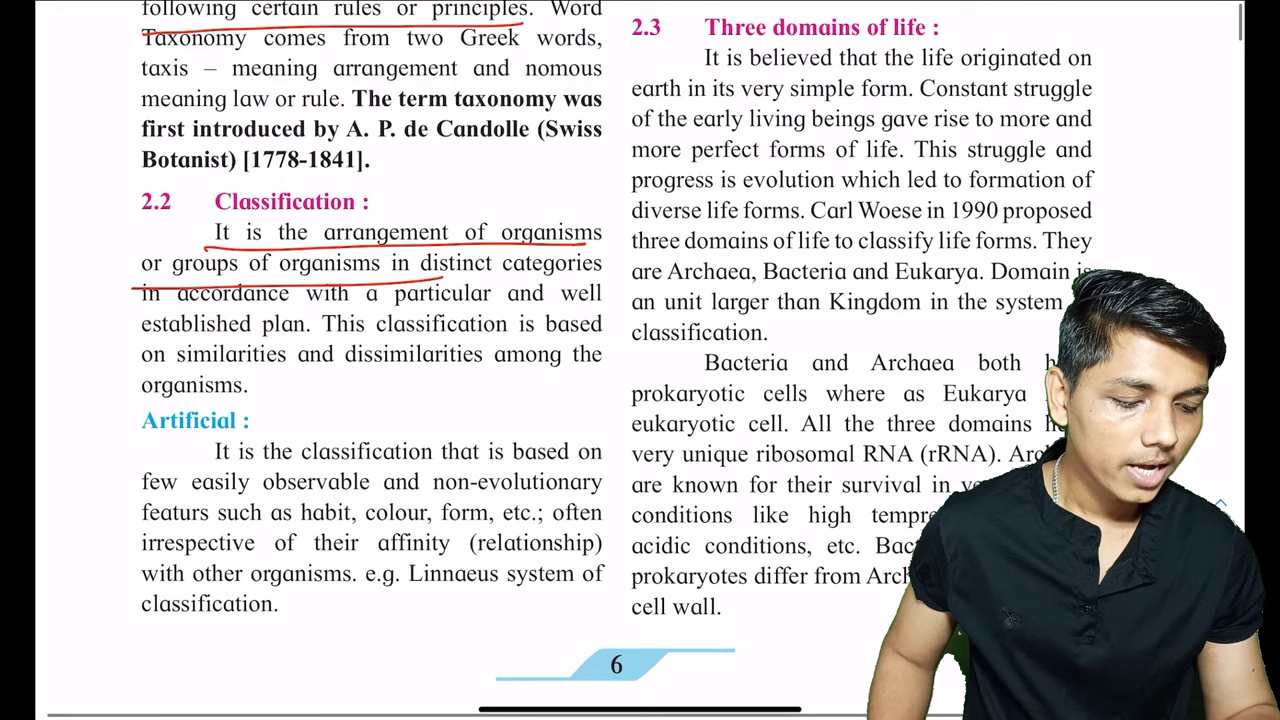 following certain rules or principles. Word
Taxonomy comes from two Greek words,
taxis – meaning arrangement and nomous
meaning law or rule. The term taxonomy was
first introduced by A. P. de Candolle (Swiss
Botanist) [1778-1841].
2.2 Classification :
It is the arrangement of organisms
or groups of organisms in distinct categories
in accordance with a particular and well
established plan. This classification is based
on similarities and dissimilarities among the
organisms.
Artificial :
It is the classification that is based on
few easily observable and non-evolutionary
featurs such as habit, colour, form, etc.; often
irrespective of their affinity (relationship)
with other organisms. e.g. Linnaeus system of
classification.
2.3 Three domains of life :
It is believed that the life originated on
earth in its very simple form. Constant struggle
of the early living beings gave rise to more and
more perfect forms of life. This struggle and
progress is evolution which led to formation of
diverse life forms. Carl Woese in 1990 proposed
three domains of life to classify life forms. They
are Archaea, Bacteria and Eukarya. Domain is
an unit larger than Kingdom in the system
classification.
Bacteria and Archaea both
prokaryotic cells where as Eukarya
eukaryotic cell. All the three domains
very unique ribosomal RNA (rRNA).
are known for their survival in
conditions like high
acidic conditions, etc.
prokaryotes differ from
cell wall.
6